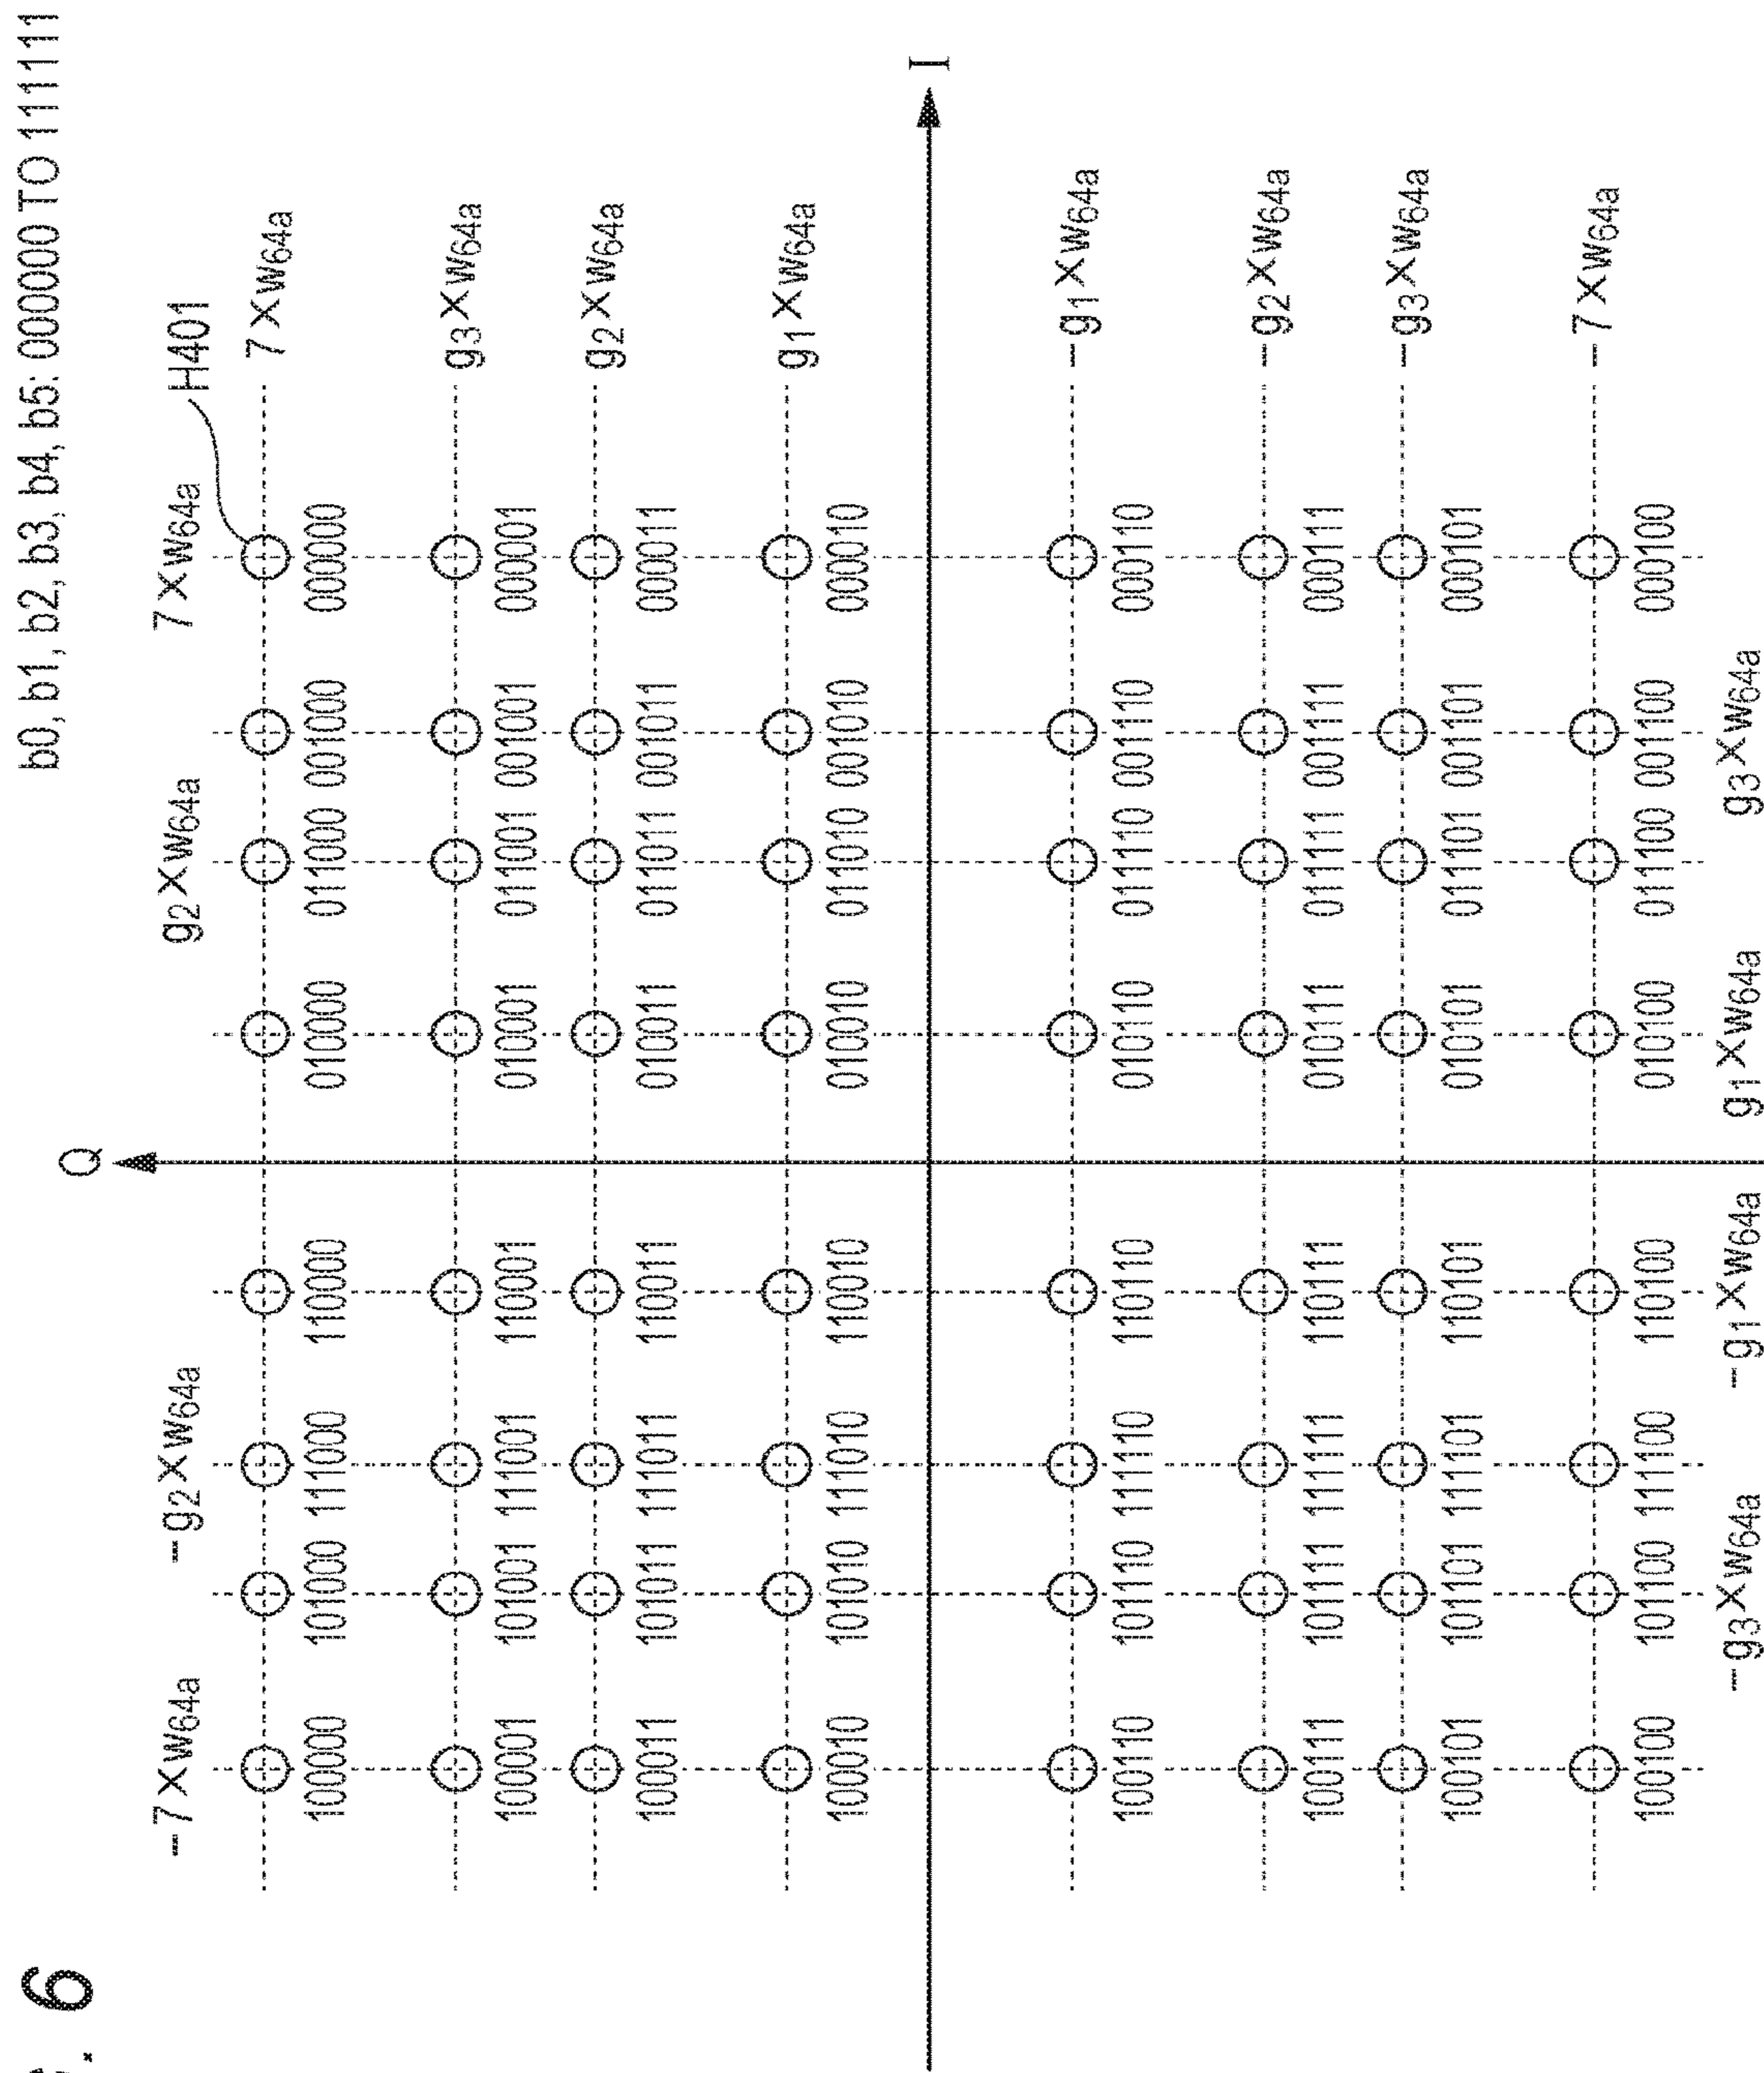 . 6
b0, b1, b2, b3, b4, b5: 000000 TO 111111
Q
−7×w64a −g2×w64a g2×w64a 7×w64a H401
7×w64a
100000 101000 111000 110000 010000 011000 001000 000000
g3×w64a
100001 101001 111001 110001 010001 011001 001001 000001
g2×w64a
100011 101011 111011 110011 010011 011011 001011 000011
g1×w64a
100010 101010 111010 110010 010010 011010 001010 000010
I
−g1×w64a
100110 101110 111110 110110 010110 011110 001110 000110
−g2×w64a
100111 101111 111111 110111 010111 011111 001111 000111
−g3×w64a
100101 101101 111101 110101 010101 011101 001101 000101
−7×w64a
100100 101100 111100 110100 010100 011100 001100 000100
−g3×w64a −g1×w64a g1×w64a g3×w64a